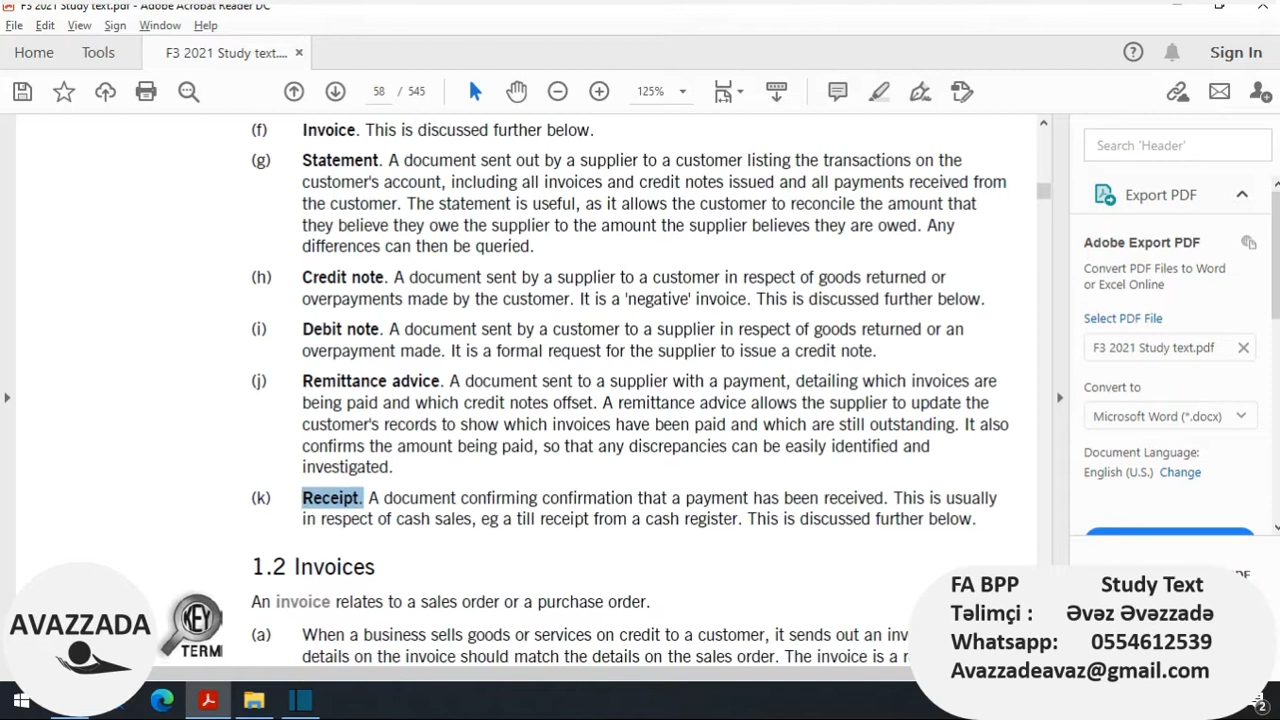 F3 2021 Study text.pdf - Adobe Acrobat Reader DC
File Edit View Sign Window Help
Home Tools F3 2021 Study text.... × Sign In
58 / 545 125%
(f) Invoice. This is discussed further below.
(g) Statement. A document sent out by a supplier to a customer listing the transactions on the
customer's account, including all invoices and credit notes issued and all payments received from
the customer. The statement is useful, as it allows the customer to reconcile the amount that
they believe they owe the supplier to the amount the supplier believes they are owed. Any
differences can then be queried.
(h) Credit note. A document sent by a supplier to a customer in respect of goods returned or
overpayments made by the customer. It is a 'negative' invoice. This is discussed further below.
(i) Debit note. A document sent by a customer to a supplier in respect of goods returned or an
overpayment made. It is a formal request for the supplier to issue a credit note.
(j) Remittance advice. A document sent to a supplier with a payment, detailing which invoices are
being paid and which credit notes offset. A remittance advice allows the supplier to update the
customer's records to show which invoices have been paid and which are still outstanding. It also
confirms the amount being paid, so that any discrepancies can be easily identified and
investigated.
(k) Receipt. A document confirming confirmation that a payment has been received. This is usually
in respect of cash sales, eg a till receipt from a cash register. This is discussed further below.
1.2 Invoices
An invoice relates to a sales order or a purchase order.
(a) When a business sells goods or services on credit to a customer, it sends out an inv
details on the invoice should match the details on the sales order. The invoice is a r
Search 'Header'
Export PDF
Adobe Export PDF
Convert PDF Files to Word
or Excel Online
Select PDF File
F3 2021 Study text.pdf
Convert to
Microsoft Word (*.docx)
Document Language:
English (U.S.) Change
AVAZZADA
KEY
TERM
FA BPP Study Text
Təlimçi : Əvəz Əvəzzadə
Whatsapp: 0554612539
Avazzadeavaz@gmail.com
2